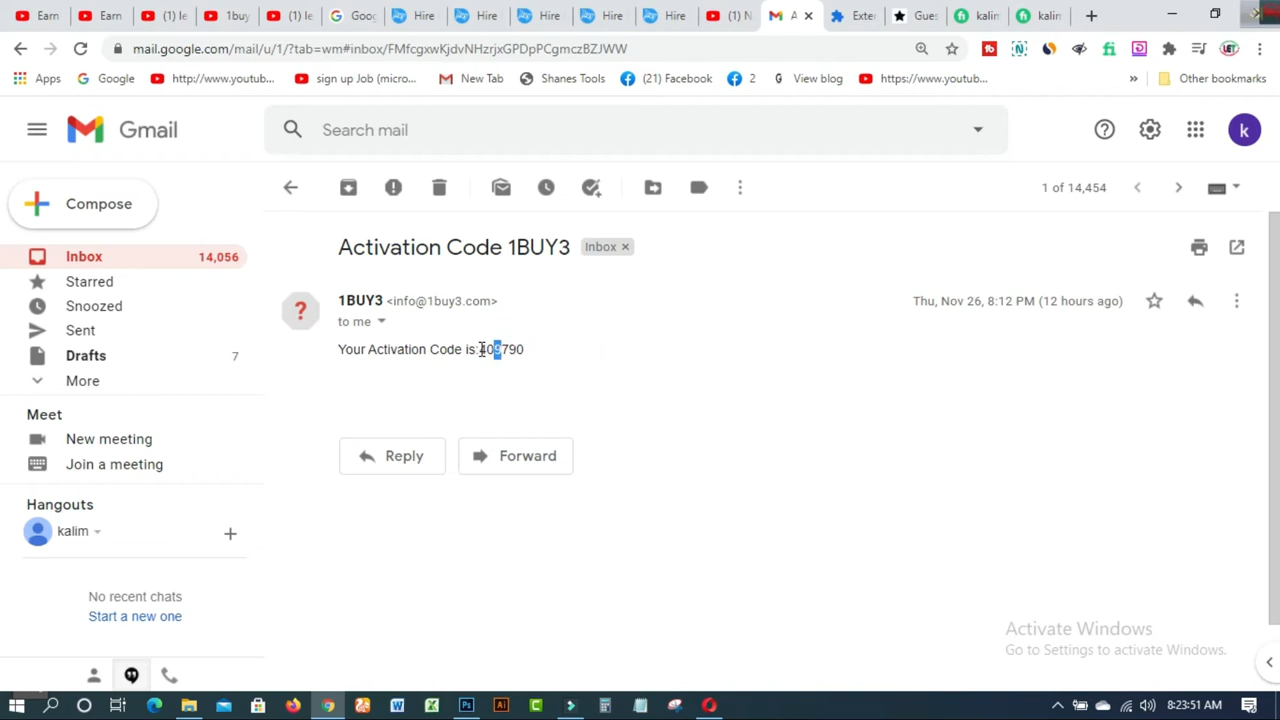 Earn
Earn
(1) le
1buy
(1) le
Goog
Hire
Hire
Hire
Hire
Hire
(1) N
A
Exter
Gues
kalim
kalim
mail.google.com/mail/u/1/?tab=wm#inbox/FMfcgxwKjdvNHzrjxGPDpPCgmczBZJWW
Apps
Google
http://www.youtub...
sign up Job (micro...
New Tab
Shanes Tools
(21) Facebook
2
View blog
https://www.youtub...
»
Other bookmarks
Gmail
Search mail
k
Compose
1 of 14,454
Activation Code 1BUY3
Inbox ×
Inbox 14,056
Starred
Snoozed
Sent
Drafts 7
More
1BUY3 <info@1buy3.com>
Thu, Nov 26, 8:12 PM (12 hours ago)
to me
Your Activation Code is:409790
Reply
Forward
Meet
New meeting
Join a meeting
Hangouts
kalim
No recent chats
Start a new one
Activate Windows
Go to Settings to activate Windows.
8:23:51 AM